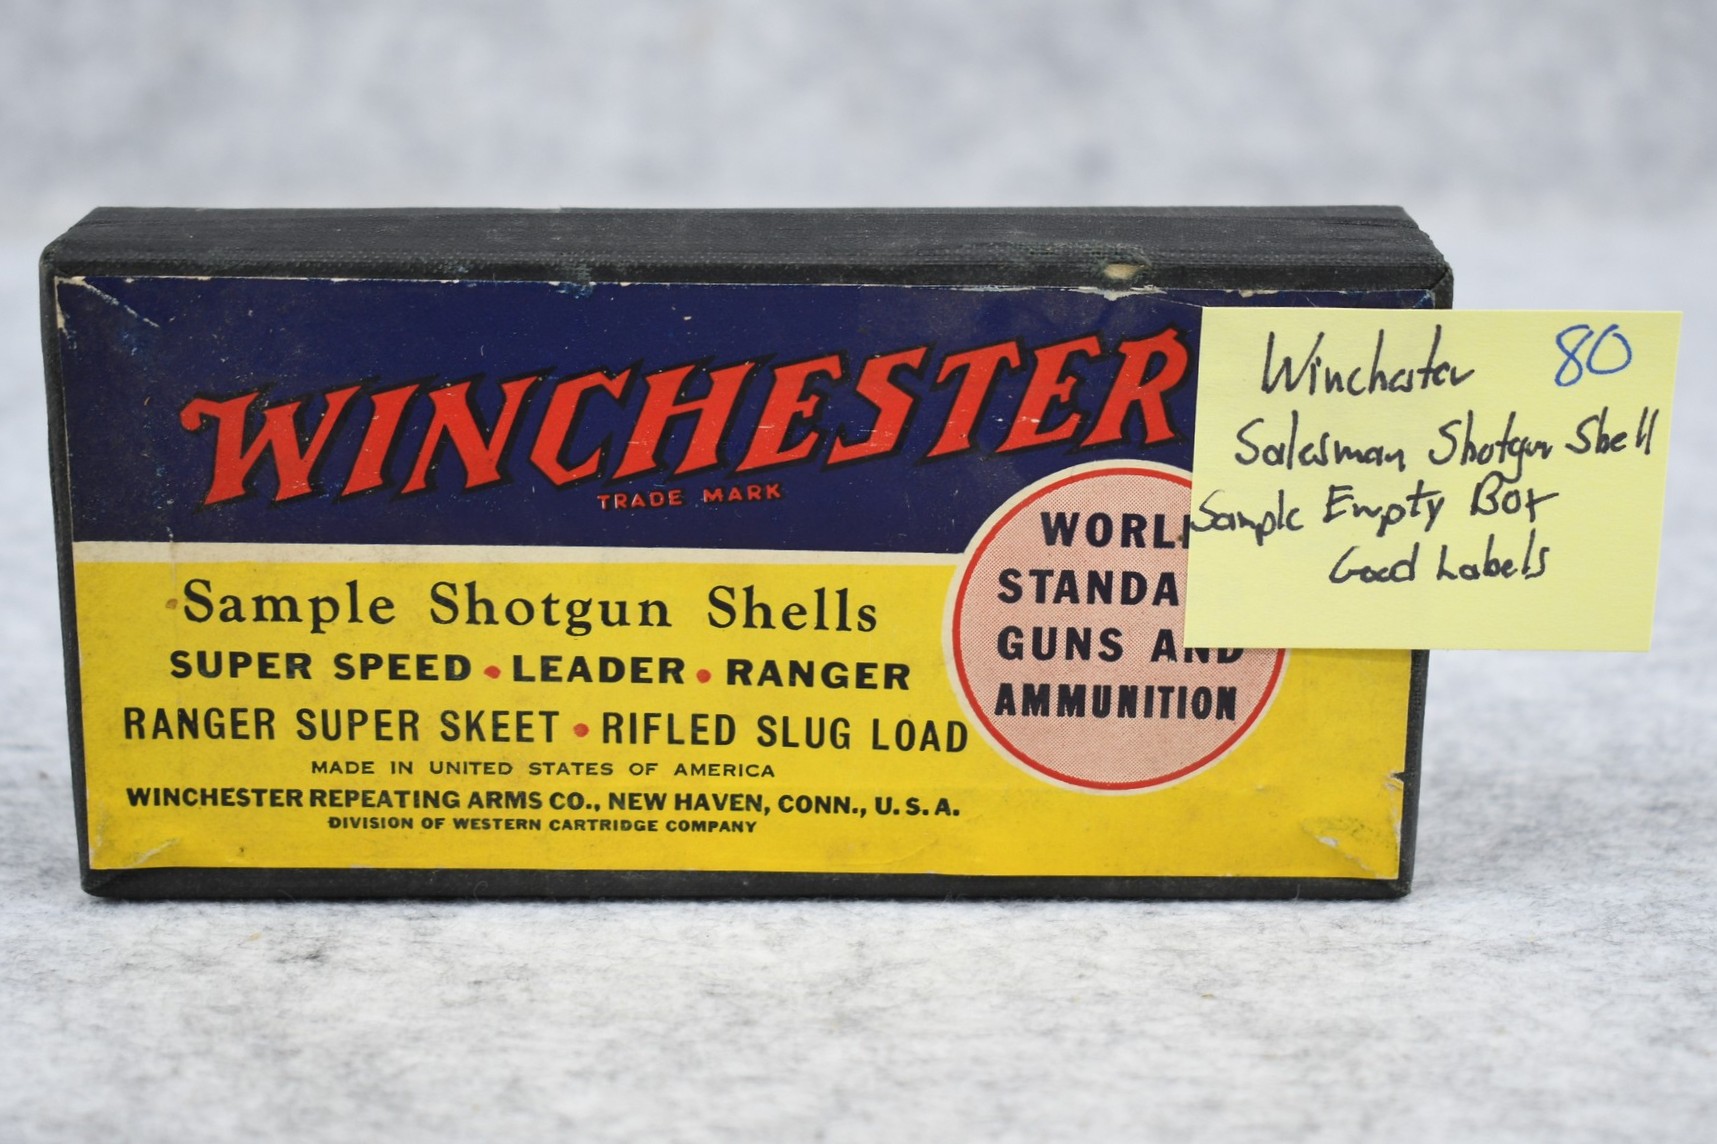 WINCHESTER
TRADE MARK
Sample Shotgun Shells
SUPER SPEED • LEADER • RANGER
RANGER SUPER SKEET • RIFLED SLUG LOAD
MADE IN UNITED STATES OF AMERICA
WINCHESTER REPEATING ARMS CO., NEW HAVEN, CONN., U.S.A.
DIVISION OF WESTERN CARTRIDGE COMPANY
WORL
STANDA
GUNS AND
AMMUNITION
Winchester 80
Salesman Shotgun Shell
Sample Empty Box
Good Labels